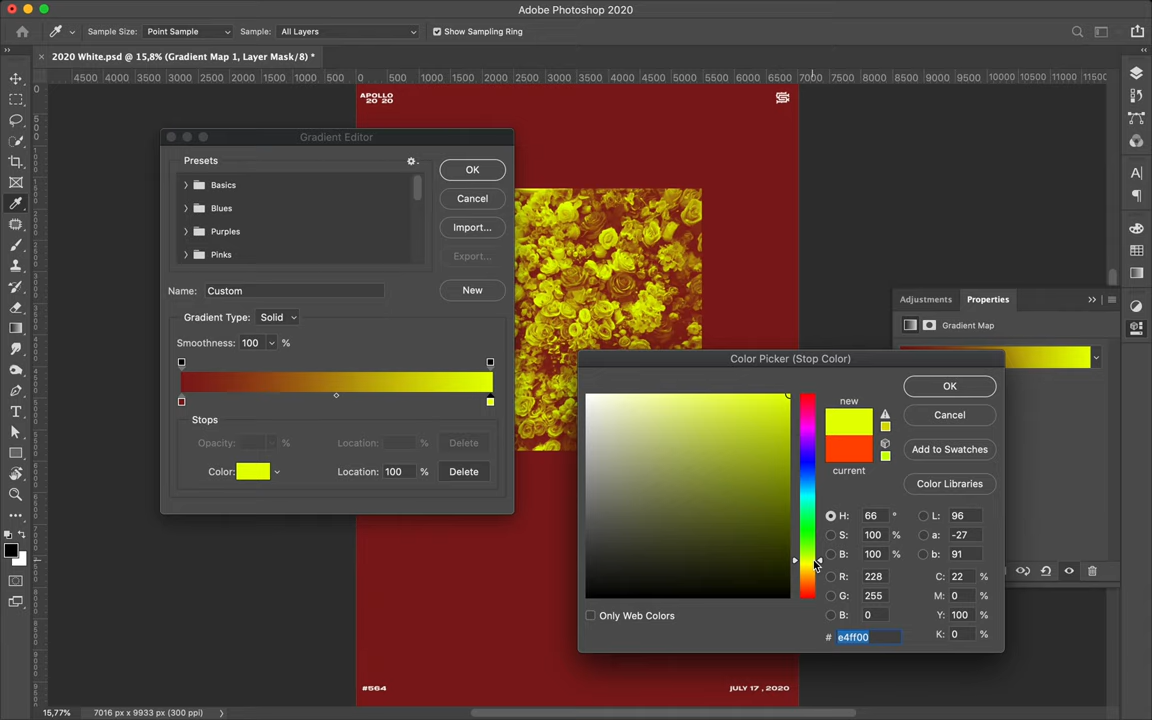 Adobe Photoshop 2020
Sample Size: Point Sample Sample: All Layers Show Sampling Ring
2020 White.psd @ 15,8% (Gradient Map 1, Layer Mask/8) *
4500 4000 3500 3000 2500 2000 1500 1000 500 0 500 1000 1500 2000 2500 3000 3500 4000 4500 5000 5500 6000 6500 7000 7500 8000 8500 9000 9500 10000 10500 11000 11500
APOLLO
20 20
Gradient Editor
Presets
Basics
Blues
Purples
Pinks
OK
Cancel
Import...
Export...
Name: Custom
New
Gradient Type: Solid
Smoothness: 100 %
Stops
Opacity: % Location: Delete
Color: Location: 100 % Delete
Adjustments Properties
Gradient Map
Color Picker (Stop Color)
new
current
OK
Cancel
Add to Swatches
Color Libraries
H: 66 ° L: 96
S: 100 % a: -27
B: 100 % b: 91
R: 228 C: 22 %
G: 255 M: 0 %
B: 0 Y: 100 %
# e4ff00 K: 0 %
Only Web Colors
#564
JULY 17 , 2020
15,77% 7016 px x 9933 px (300 ppi)